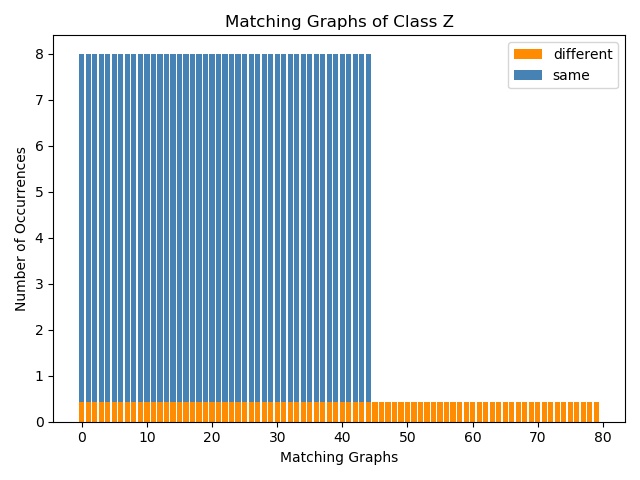 Matching Graphs of Class Z
different
same
Number of Occurrences
8
7
6
5
4
3
2
1
0
0 10 20 30 40 50 60 70 80
Matching Graphs